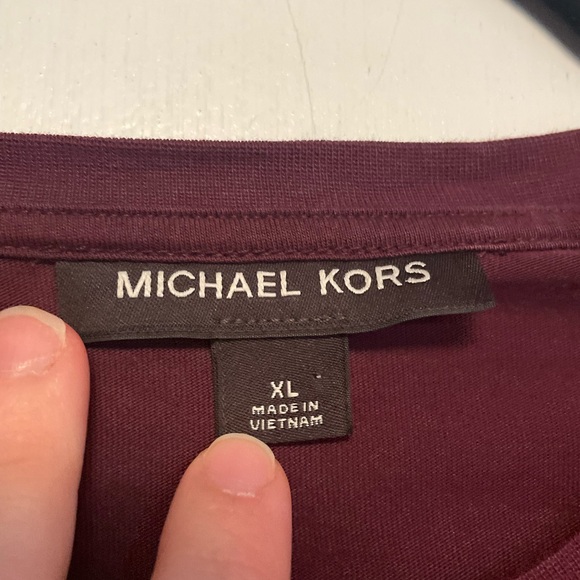 MICHAEL KORS
XL
MADE IN
VIETNAM